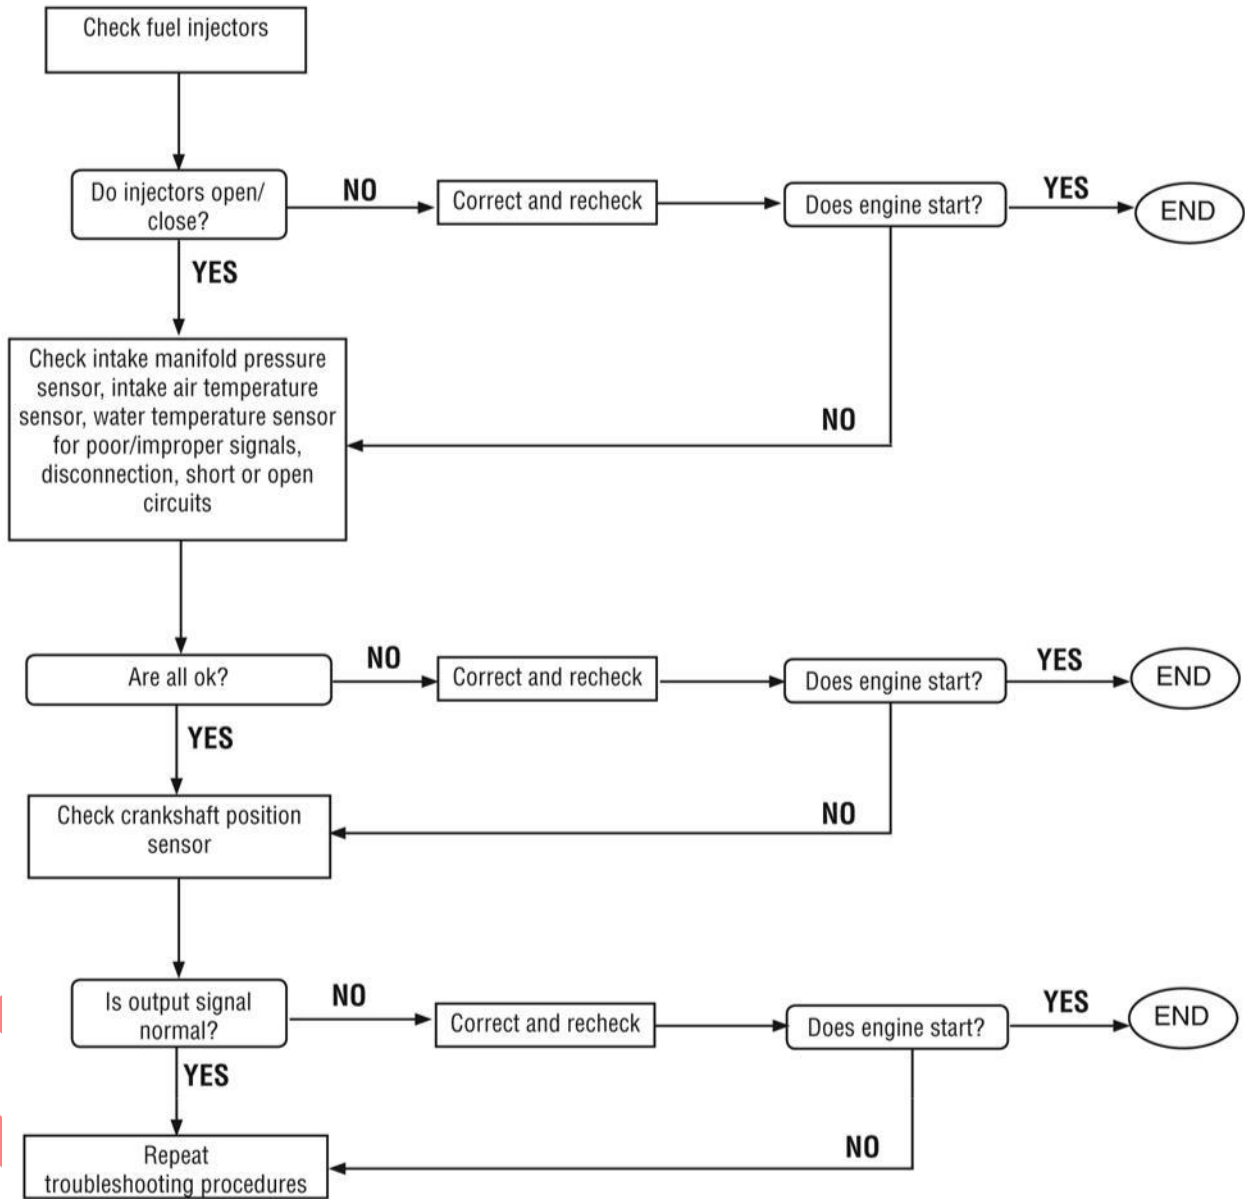 Check fuel injectors
Do injectors open/
close?
NO
Correct and recheck
Does engine start?
YES
END
YES
Check intake manifold pressure
sensor, intake air temperature
sensor, water temperature sensor
for poor/improper signals,
disconnection, short or open
circuits
NO
Are all ok?
NO
Correct and recheck
Does engine start?
YES
END
YES
Check crankshaft position
sensor
NO
Is output signal
normal?
NO
Correct and recheck
Does engine start?
YES
END
YES
Repeat
troubleshooting procedures
NO